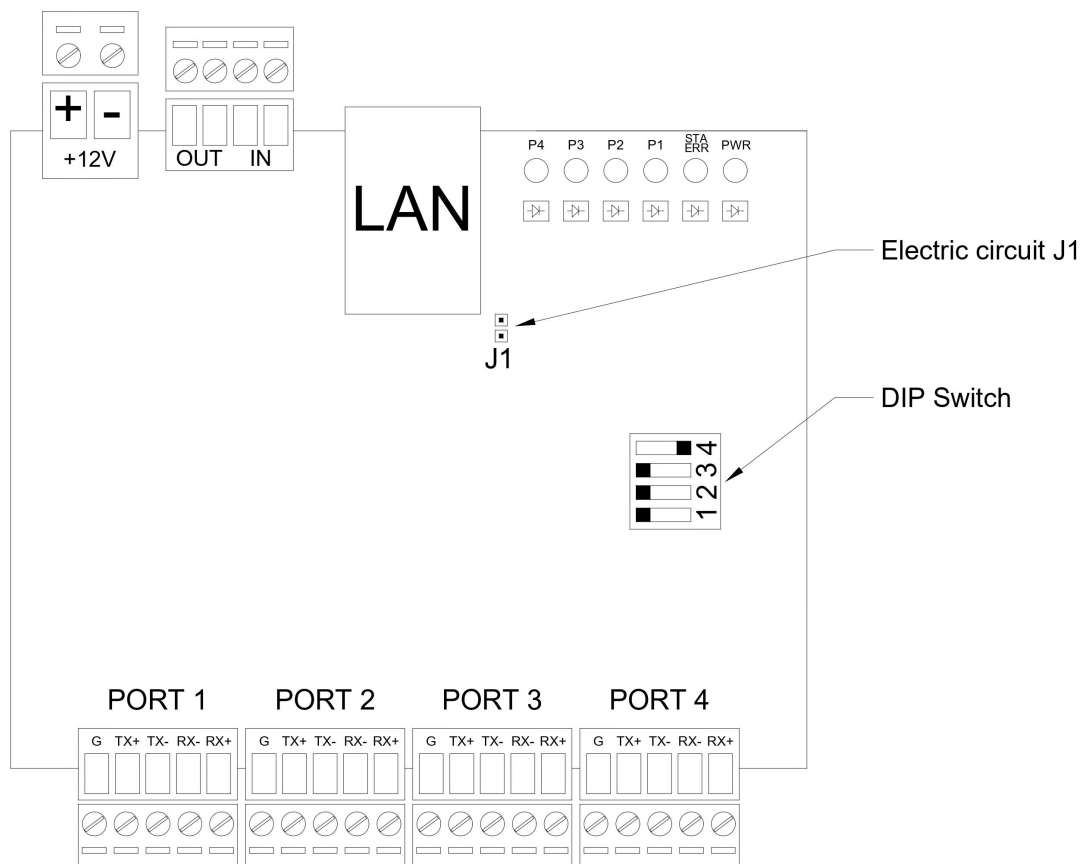 + -
+12V
OUT IN
LAN
P4 P3 P2 P1 STA ERR PWR
Electric circuit J1
J1
DIP Switch
4
3
2
1
PORT 1 PORT 2 PORT 3 PORT 4
G TX+ TX- RX- RX+ G TX+ TX- RX- RX+ G TX+ TX- RX- RX+ G TX+ TX- RX- RX+